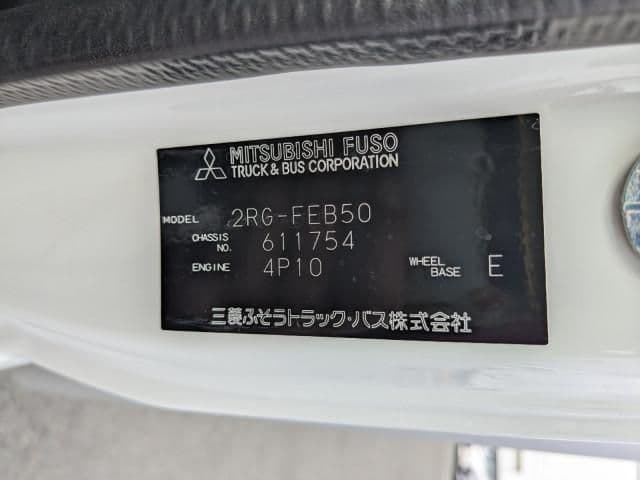 MITSUBISHI FUSO
TRUCK & BUS CORPORATION
MODEL 2RG-FEB50
CHASSIS NO. 611754
ENGINE 4P10 WHEEL BASE E
三菱ふそうトラック・バス株式会社